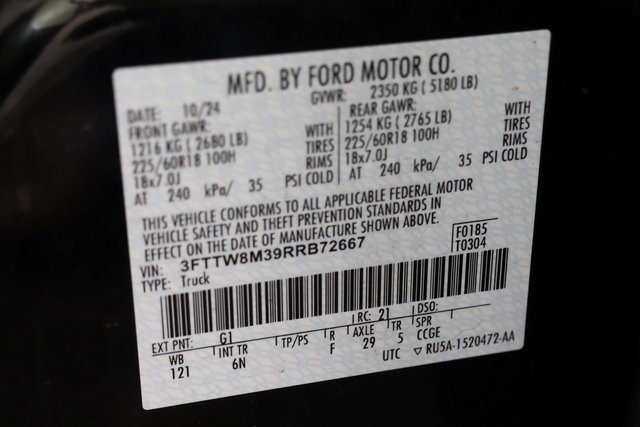 MFD. BY FORD MOTOR CO.
DATE: 10/24 GVWR: 2350 KG ( 5180 LB)
FRONT GAWR: REAR GAWR:
1216 KG ( 2680 LB) WITH 1254 KG ( 2765 LB) WITH
225/60R18 100H TIRES 225/60R18 100H TIRES
18x7.0J RIMS 18x7.0J RIMS
AT 240 kPa/ 35 PSI COLD AT 240 kPa/ 35 PSI COLD
THIS VEHICLE CONFORMS TO ALL APPLICABLE FEDERAL MOTOR
VEHICLE SAFETY AND THEFT PREVENTION STANDARDS IN
EFFECT ON THE DATE OF MANUFACTURE SHOWN ABOVE.
VIN: 3FTTW8M39RRB72667 F0185
TYPE: Truck T0304
EXT PNT: G1 RC: 21 DSO:
WB INT TR TP/PS R AXLE TR SPR
121 6N F 29 5 CCGE
UTC ▽ RU5A-1520472-AA